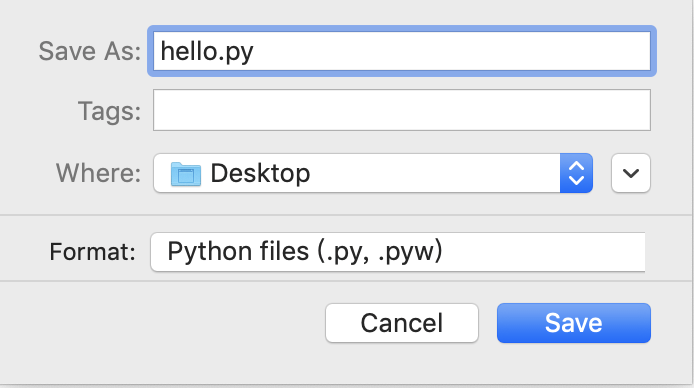 Save As: hello.py
Tags:
Where: Desktop
Format: Python files (.py, .pyw)
Cancel Save